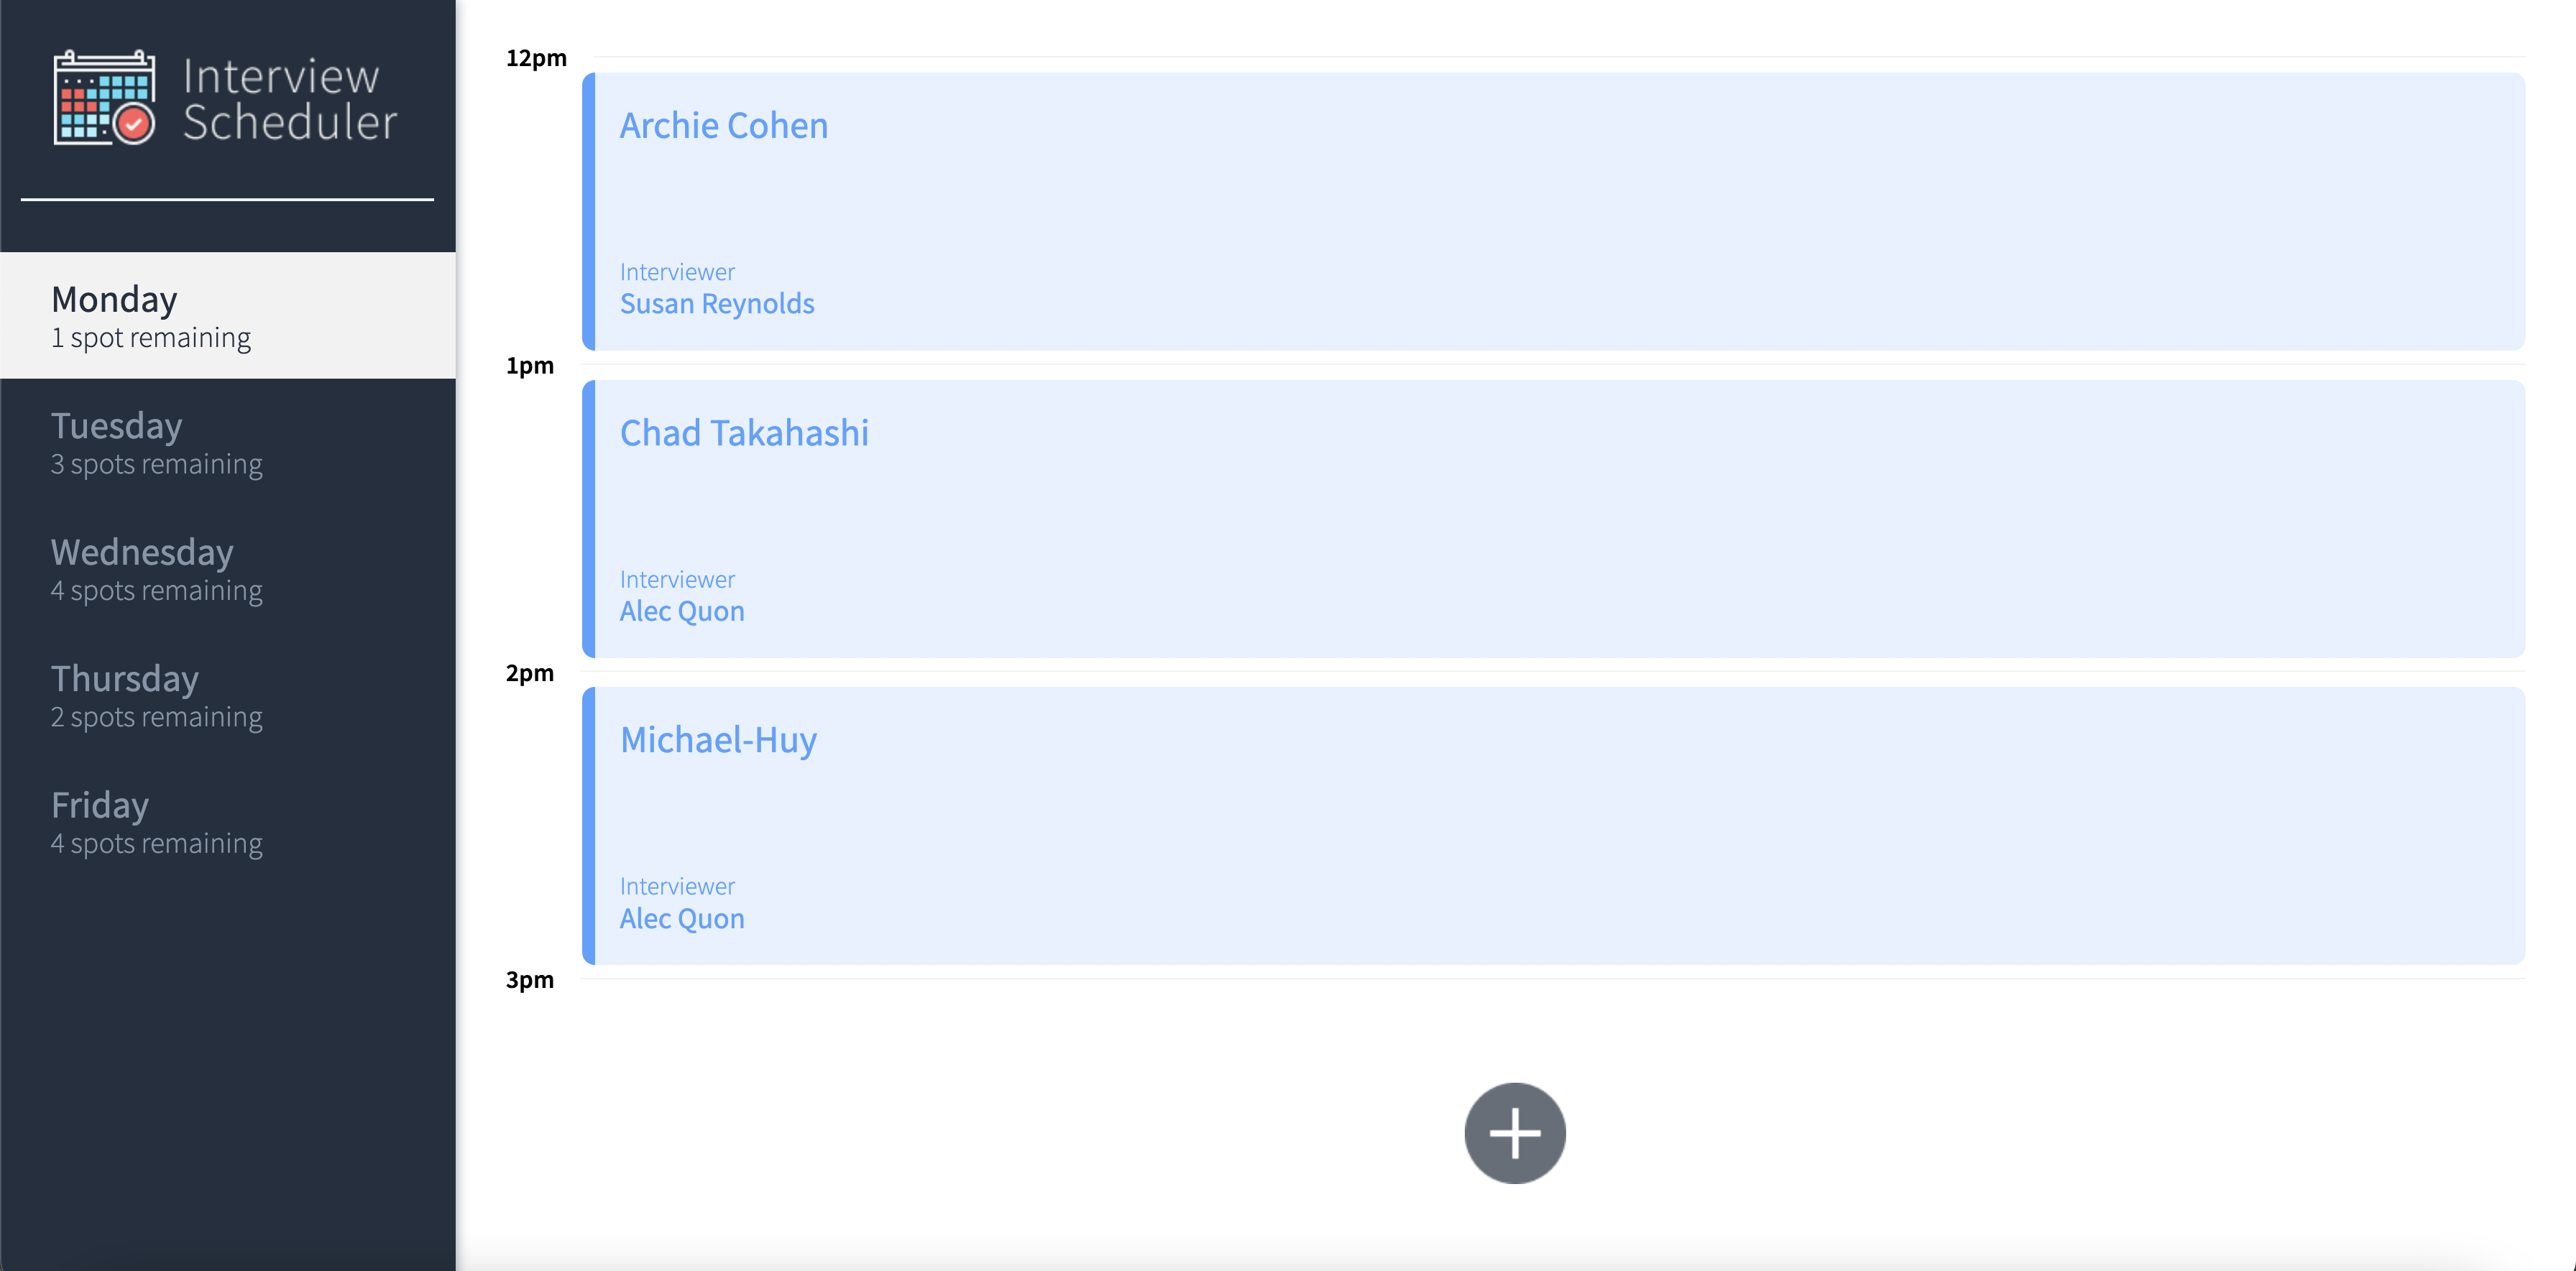 Interview
Scheduler
Monday
1 spot remaining
Tuesday
3 spots remaining
Wednesday
4 spots remaining
Thursday
2 spots remaining
Friday
4 spots remaining
12pm
Archie Cohen
Interviewer
Susan Reynolds
1pm
Chad Takahashi
Interviewer
Alec Quon
2pm
Michael-Huy
Interviewer
Alec Quon
3pm